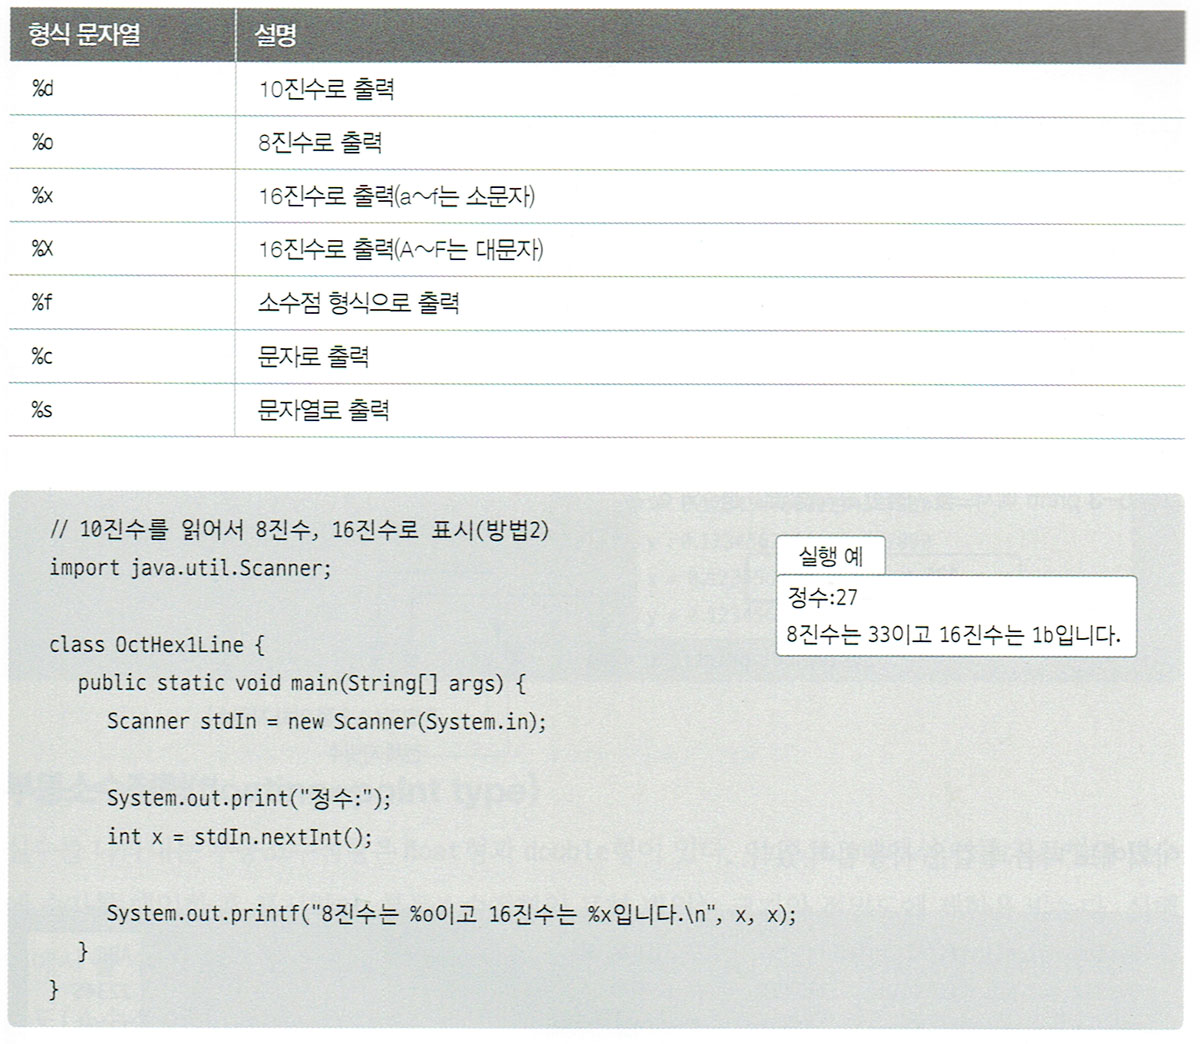 형식 문자열 설명
%d 10진수로 출력
%o 8진수로 출력
%x 16진수로 출력(a~f는 소문자)
%X 16진수로 출력(A~F는 대문자)
%f 소수점 형식으로 출력
%c 문자로 출력
%s 문자열로 출력
// 10진수를 읽어서 8진수, 16진수로 표시(방법2)
import java.util.Scanner;
실행 예
정수:27
8진수는 33이고 16진수는 1b입니다.
class OctHex1Line {
public static void main(String[] args) {
Scanner stdIn = new Scanner(System.in);
System.out.print("정수:");
int x = stdIn.nextInt();
System.out.printf("8진수는 %o이고 16진수는 %x입니다.\n", x, x);
}
}